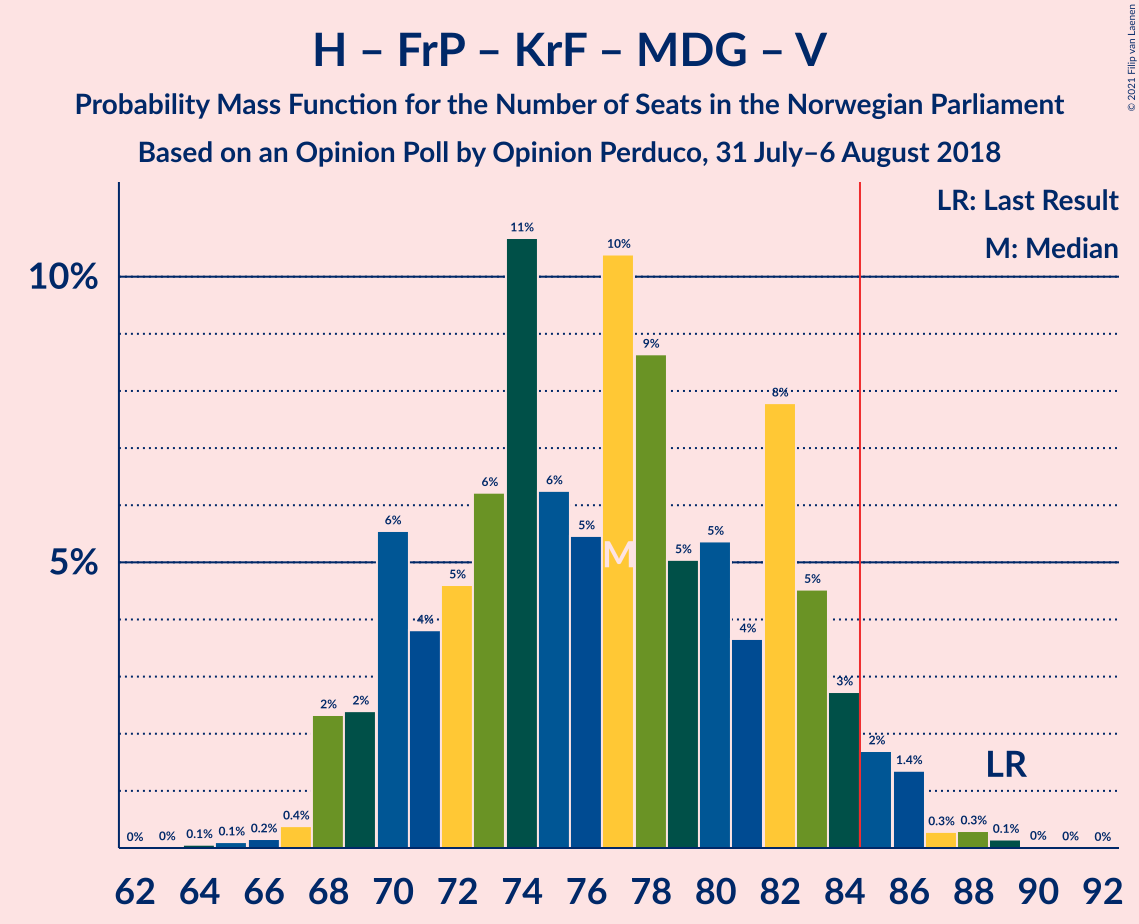 H – FrP – KrF – MDG – V
Probability Mass Function for the Number of Seats in the Norwegian Parliament
Based on an Opinion Poll by Opinion Perduco, 31 July–6 August 2018
© 2021 Filip van Laenen
LR: Last Result
M: Median
10%
5%
0% 0% 0.1% 0.1% 0.2% 0.4% 2% 2% 6% 4% 5% 6% 11% 6% 5% 10% 9% 5% 5% 4% 8% 5% 3% 2% 1.4% 0.3% 0.3% 0.1% 0% 0% 0%
M
LR
62 64 66 68 70 72 74 76 78 80 82 84 86 88 90 92